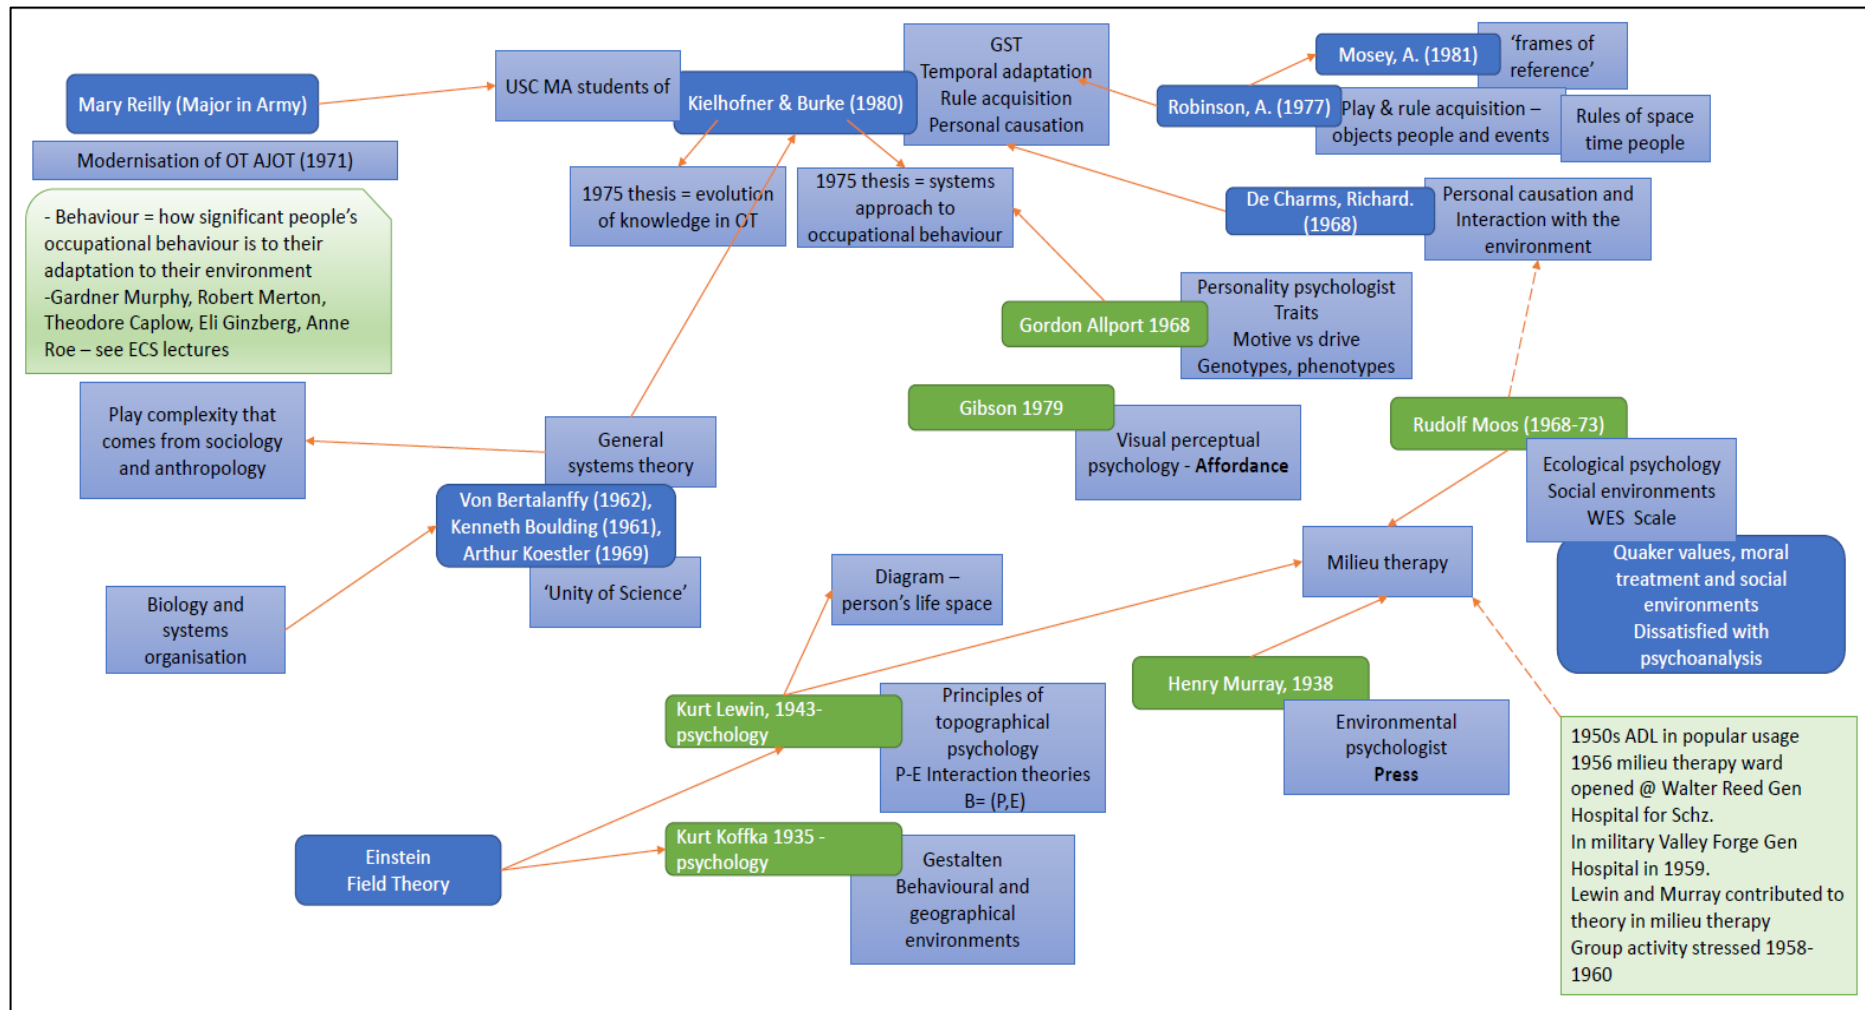 Mary Reilly (Major in Army)
USC MA students of
Kielhofner & Burke (1980)
GST
Temporal adaptation
Rule acquisition
Personal causation
Mosey, A. (1981)
‘frames of
reference’
Robinson, A. (1977)
Play & rule acquisition –
objects people and events
Rules of space
time people
Modernisation of OT AJOT (1971)
- Behaviour = how significant people’s
occupational behaviour is to their
adaptation to their environment
-Gardner Murphy, Robert Merton,
Theodore Caplow, Eli Ginzberg, Anne
Roe – see ECS lectures
1975 thesis = evolution
of knowledge in OT
1975 thesis = systems
approach to
occupational behaviour
De Charms, Richard.
(1968)
Personal causation and
Interaction with the
environment
Gordon Allport 1968
Personality psychologist
Traits
Motive vs drive
Genotypes, phenotypes
Gibson 1979
Visual perceptual
psychology - Affordance
Rudolf Moos (1968-73)
Ecological psychology
Social environments
WES Scale
Quaker values, moral
treatment and social
environments
Dissatisfied with
psychoanalysis
Play complexity that
comes from sociology
and anthropology
General
systems theory
Von Bertalanffy (1962),
Kenneth Boulding (1961),
Arthur Koestler (1969)
‘Unity of Science’
Biology and
systems
organisation
Diagram –
person’s life space
Milieu therapy
Kurt Lewin, 1943-
psychology
Principles of
topographical
psychology
P-E Interaction theories
B= (P,E)
Henry Murray, 1938
Environmental
psychologist
Press
Einstein
Field Theory
Kurt Koffka 1935 -
psychology
Gestalten
Behavioural and
geographical
environments
1950s ADL in popular usage
1956 milieu therapy ward
opened @ Walter Reed Gen
Hospital for Schz.
In military Valley Forge Gen
Hospital in 1959.
Lewin and Murray contributed to
theory in milieu therapy
Group activity stressed 1958-
1960